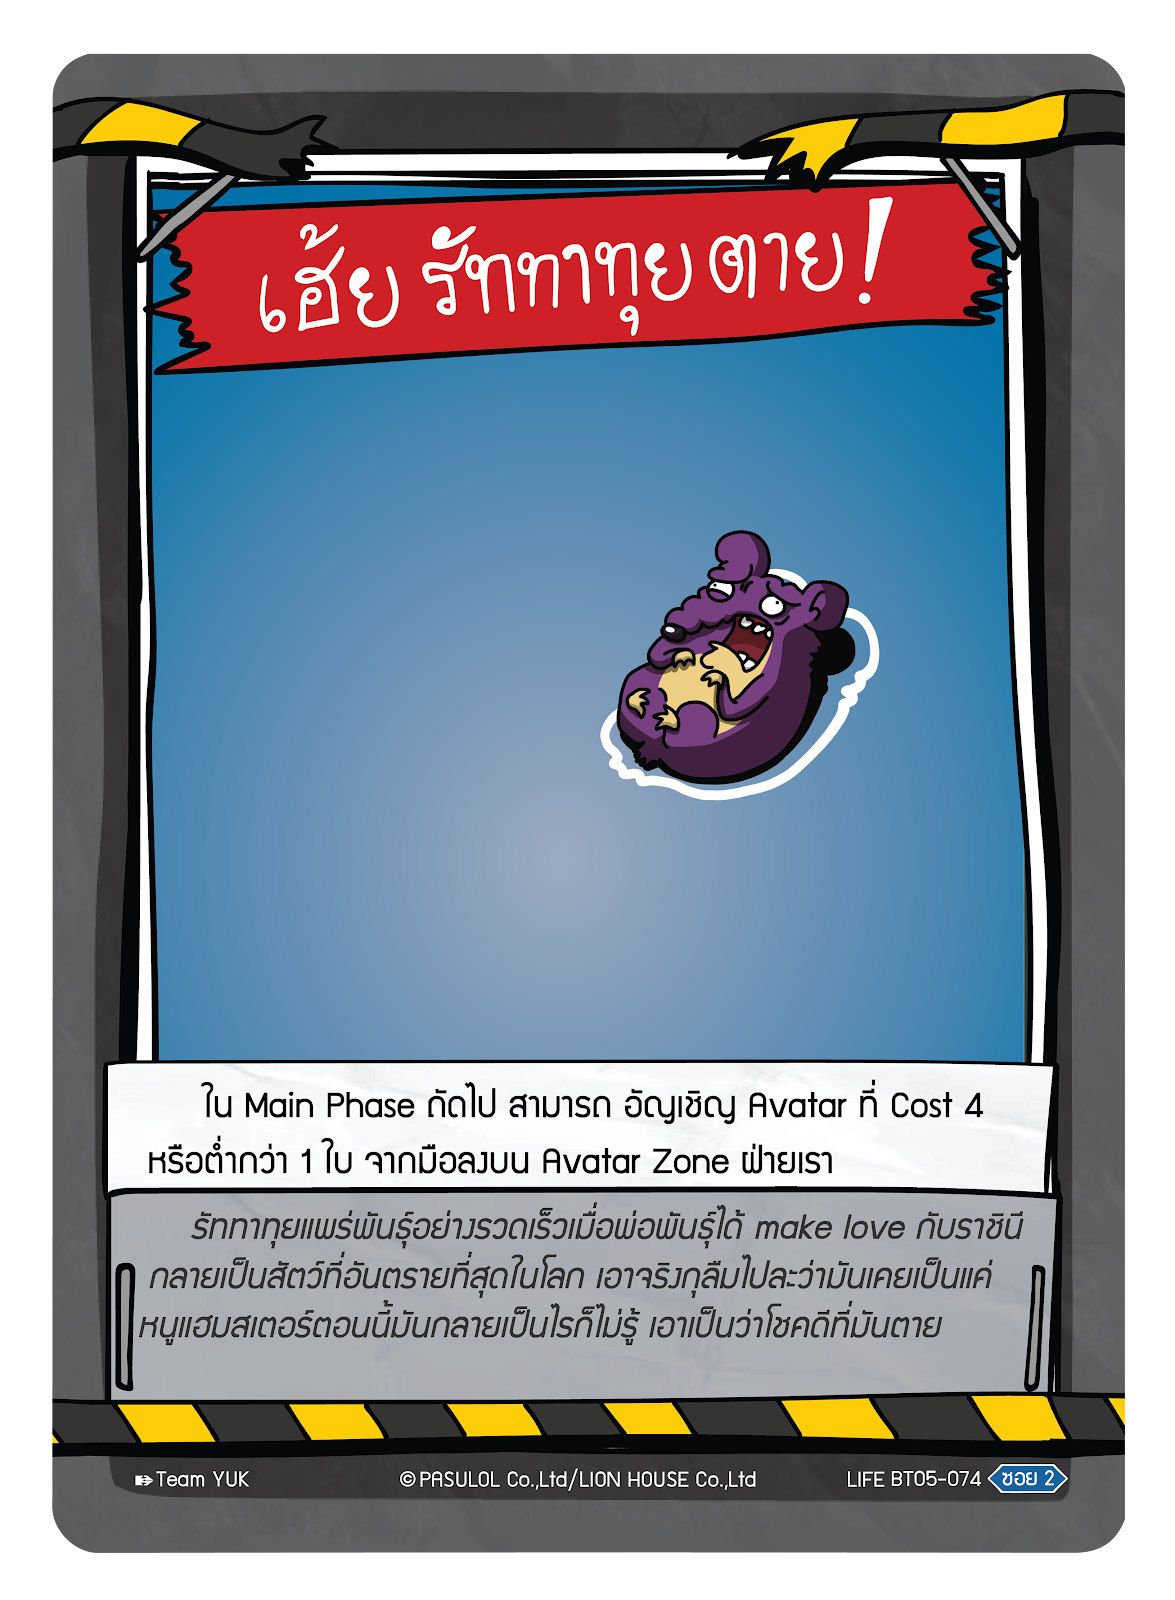 เฮ้ย รัททาทุย ตาย!
ใน Main Phase ถัดไป สามารถ อัญเชิญ Avatar ที่ Cost 4
หรือต่ำกว่า 1 ใบ จากมือลงบน Avatar Zone ฝ่ายเรา
รัททาทุยแพร่พันธุ์อย่างรวดเร็วเมื่อพ่อพันธุ์ได้ make love กับราชินี
กลายเป็นสัตว์ที่อันตรายที่สุดในโลก เอาจริงกุลืมไปละว่ามันเคยเป็นแค่
หนูแฮมสเตอร์ตอนนี้มันกลายเป็นไรก็ไม่รู้ เอาเป็นว่าโชคดีที่มันตาย
Team YUK
©PASULOL Co.,Ltd/LION HOUSE Co.,Ltd
LIFE BT05-074 ซอย 2